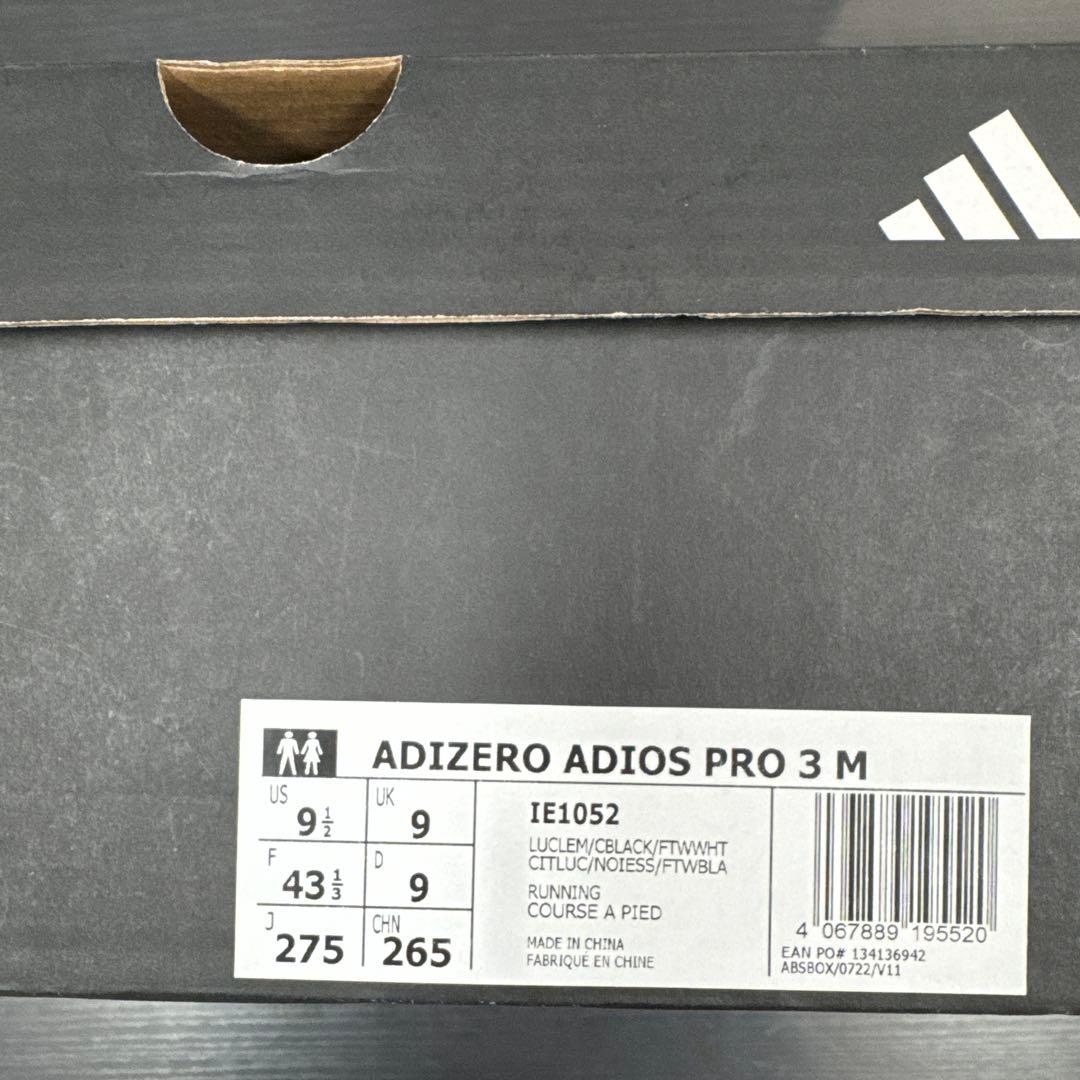 ADIZERO ADIOS PRO 3 M
US 9 1/2 UK 9
F 43 1/3 D 9
J 275 CHN 265
IE1052
LUCLEM/CBLACK/FTWWHT
CITLUC/NOIESS/FTWBLA
RUNNING
COURSE A PIED
MADE IN CHINA
FABRIQUÉ EN CHINE
4 067889 195520
EAN PO# 134136942
ABSBOX/0722/V11